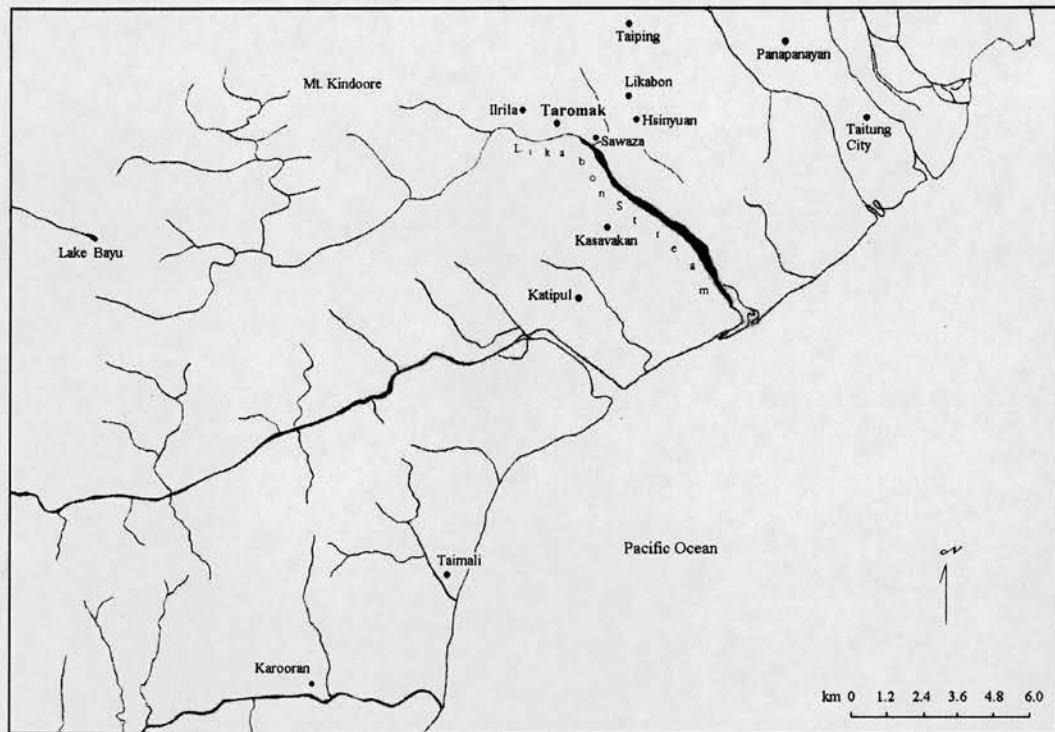 Taiping
Panapanayan
Mt. Kindoore
Likabon
Ilrila
Taromak
Hsinyuan
Taitung
City
Sawaza
Likabon Stream
Kasavakan
Lake Bayu
Katipul
Pacific Ocean
N
Taimali
Karooran
km 0 1.2 2.4 3.6 4.8 6.0